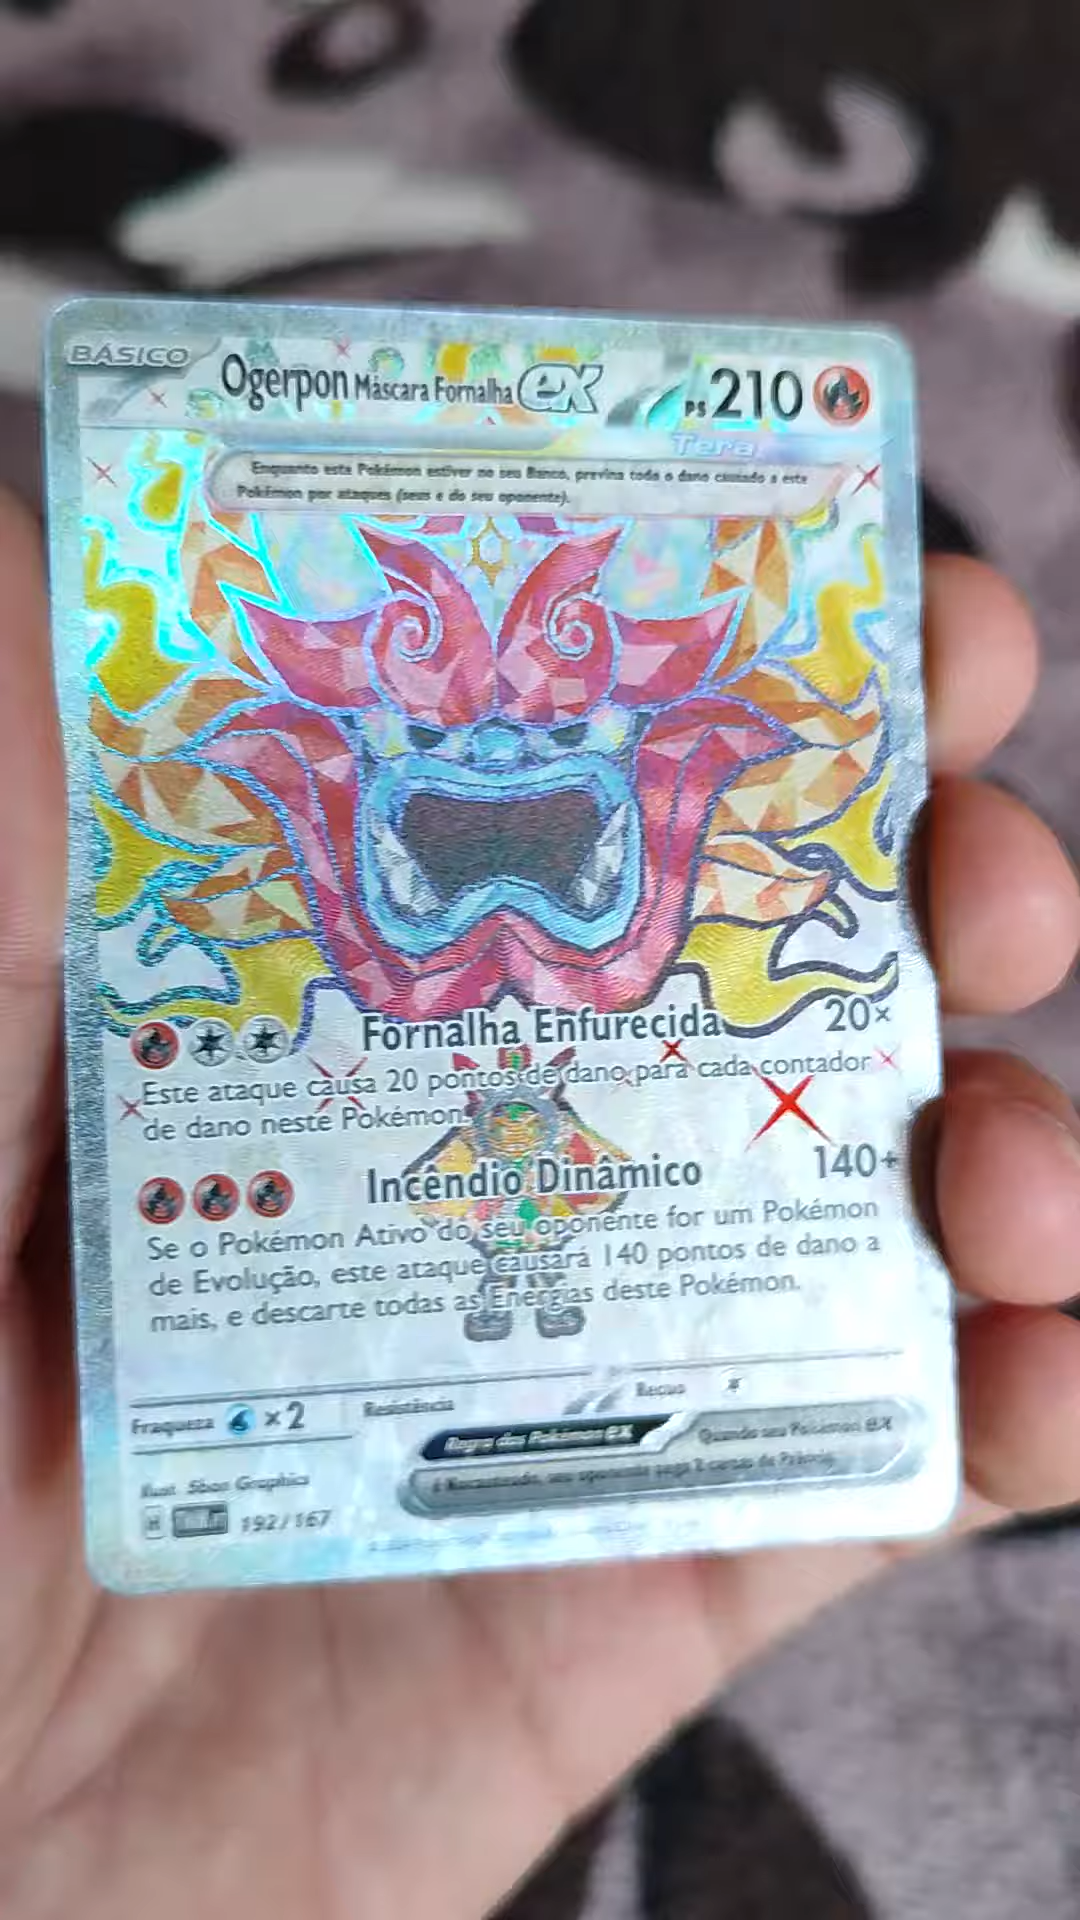 BÁSICO
Ogerpon Máscara Fornalha ex PS 210
Tera
Enquanto este Pokémon estiver no seu Banco, previna todo o dano causado a este
Pokémon por ataques (seus e do seu oponente).
Fornalha Enfurecida 20x
Este ataque causa 20 pontos de dano para cada contador
de dano neste Pokémon.
Incêndio Dinâmico 140+
Se o Pokémon Ativo do seu oponente for um Pokémon
de Evolução, este ataque causará 140 pontos de dano a
mais, e descarte todas as Energias deste Pokémon.
Fraqueza x2 Resistência Recuo
Regra dos Pokémon ex Quando seu Pokémon ex
é Nocauteado, seu oponente pega 2 cartas de Prêmio.
Ilust. 5ban Graphics
H 192/167